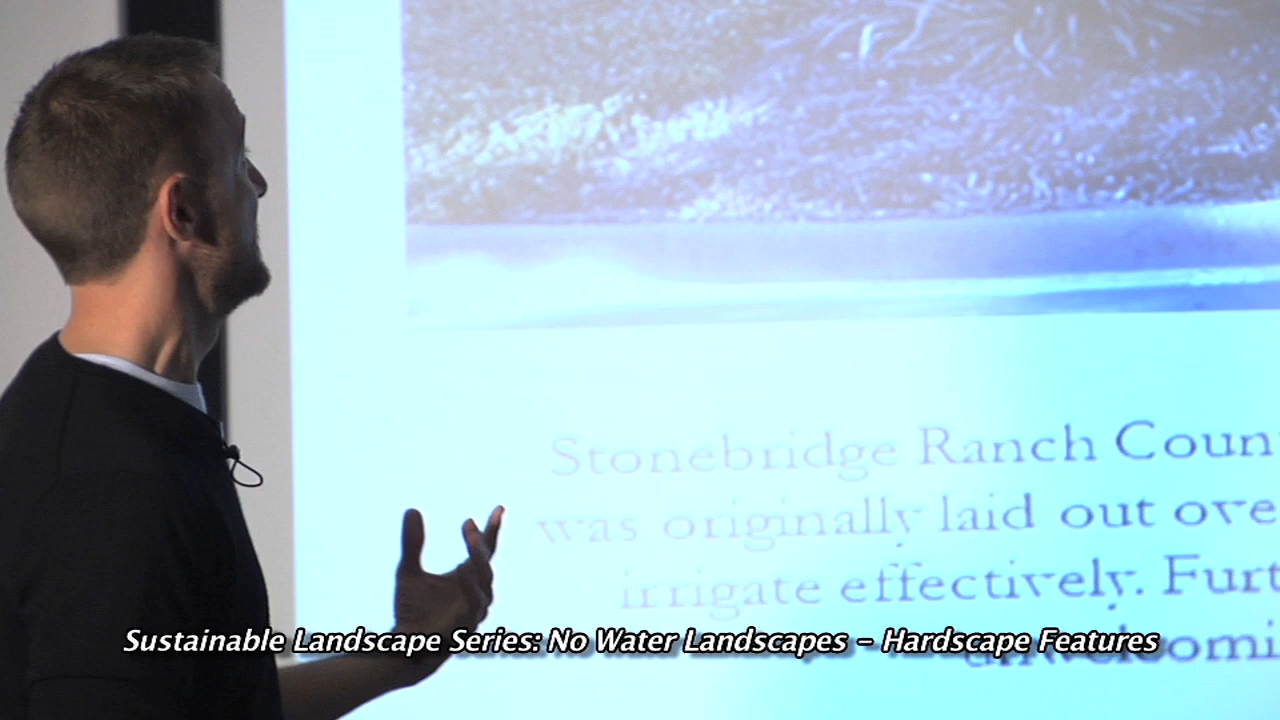 Stonebridge Ranch Coun
was originally laid out ove
irrigate effectively. Furt
unwelcomi
Sustainable Landscape Series: No Water Landscapes – Hardscape Features